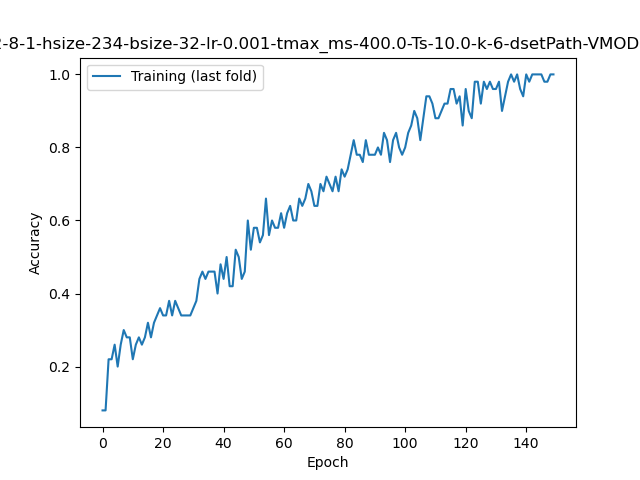 -8-1-hsize-234-bsize-32-lr-0.001-tmax_ms-400.0-Ts-10.0-k-6-dsetPath-VMOD
Training (last fold)
1.0
0.8
0.6
0.4
0.2
Accuracy
0 20 40 60 80 100 120 140
Epoch